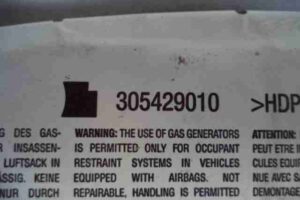 305429010 >HDP
G DES GAS- WARNING: THE USE OF GAS GENERATORS ATTENTION:
R INSASSEN- IS PERMITTED ONLY FOR OCCUPANT PEUT ETRE
LUFTSACK IN RESTRAINT SYSTEMS IN VEHICLES CULES EQUI
SSIG. KEINE EQUIPPED WITH AIRBAGS. NOT NUE AVEC SA
NUR DURCH REPAIRABLE, HANDLING IS PERMITTED DEMONTAGE